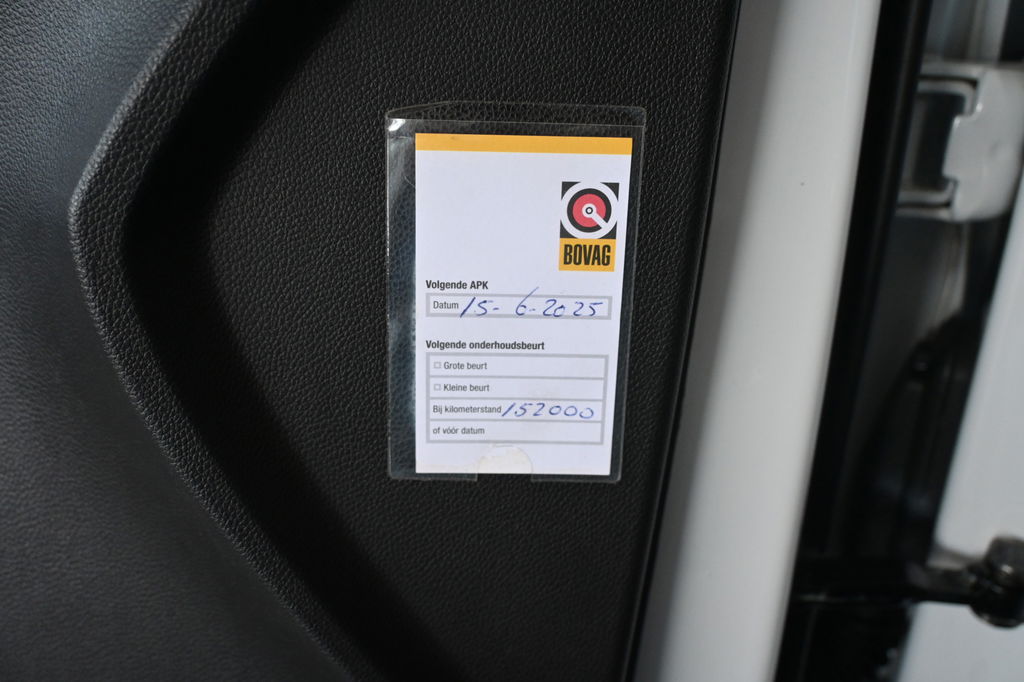 BOVAG
Volgende APK
Datum 15-6-2025
Volgende onderhoudsbeurt
Grote beurt
Kleine beurt
Bij kilometerstand 152000
of vóór datum